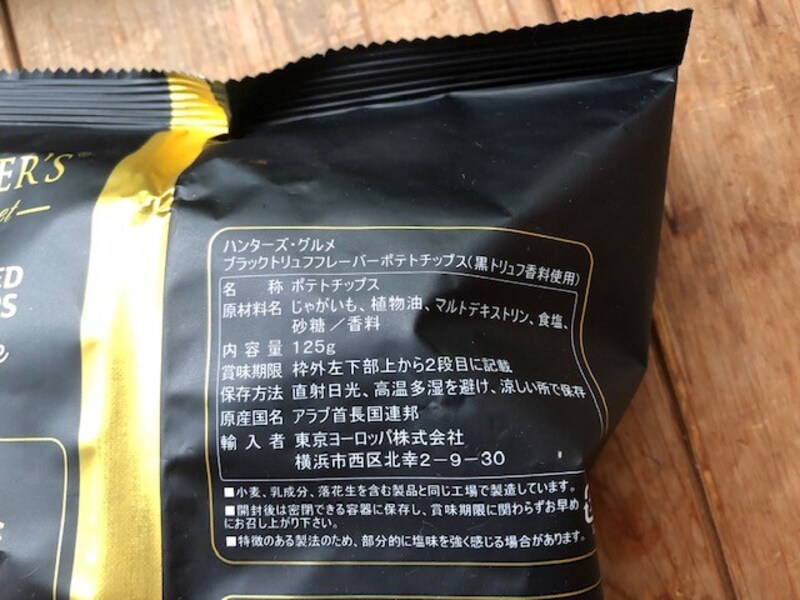 ER'S®
et
ED
PS
e
ハンターズ・グルメ
ブラックトリュフフレーバーポテトチップス(黒トリュフ香料使用)
名 称 ポテトチップス
原材料名 じゃがいも、植物油、マルトデキストリン、食塩、
砂糖/香料
内容量 125g
賞味期限 枠外左下部上から2段目に記載
保存方法 直射日光、高温多湿を避け、涼しい所で保存
原産国名 アラブ首長国連邦
輸入者 東京ヨーロッパ株式会社
横浜市西区北幸2-9-30
■小麦、乳成分、落花生を含む製品と同じ工場で製造しています。
■開封後は密閉できる容器に保存し、賞味期限に関わらずお早め
にお召し上がり下さい。
■特徴のある製法のため、部分的に塩味を強く感じる場合があります。